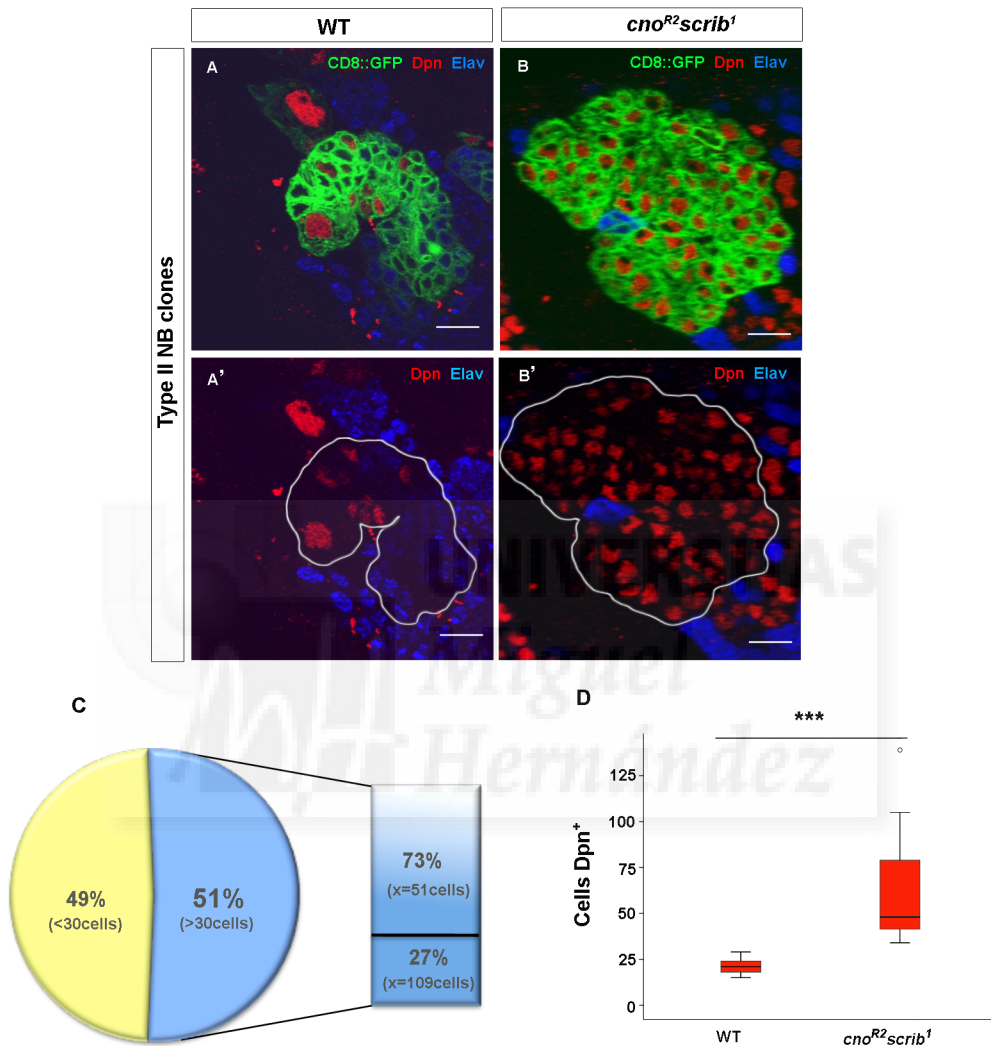 WT
cnoR2scrib1
Type II NB clones
A
CD8::GFP Dpn Elav
B
CD8::GFP Dpn Elav
A'
Dpn Elav
B'
Dpn Elav
UNIVERSITAS
Miguel
Hernández
C
49%
(<30cells)
51%
(>30cells)
73%
(x=51cells)
27%
(x=109cells)
D
***
Cells Dpn+
125
100
75
50
25
0
WT
cnoR2scrib1